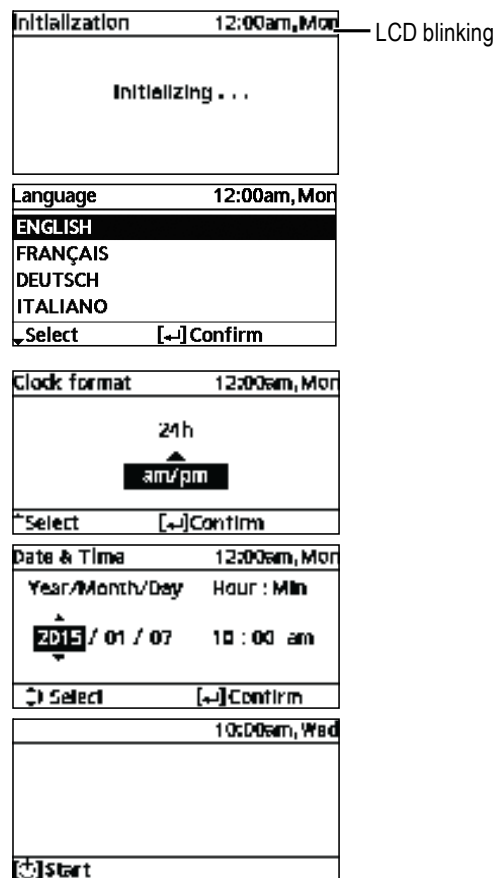 Initialization 12:00am,Mon
LCD blinking
Initializing . . .
Language 12:00am,Mon
ENGLISH
FRANÇAIS
DEUTSCH
ITALIANO
Select [↵]Confirm
Clock format 12:00am,Mon
24h
am/pm
Select [↵]Confirm
Date & Time 12:00am,Mon
Year/Month/Day Hour : Min
2015 / 01 / 07 10 : 00 am
Select [↵]Confirm
10:00am,Wed
[⏻]Start